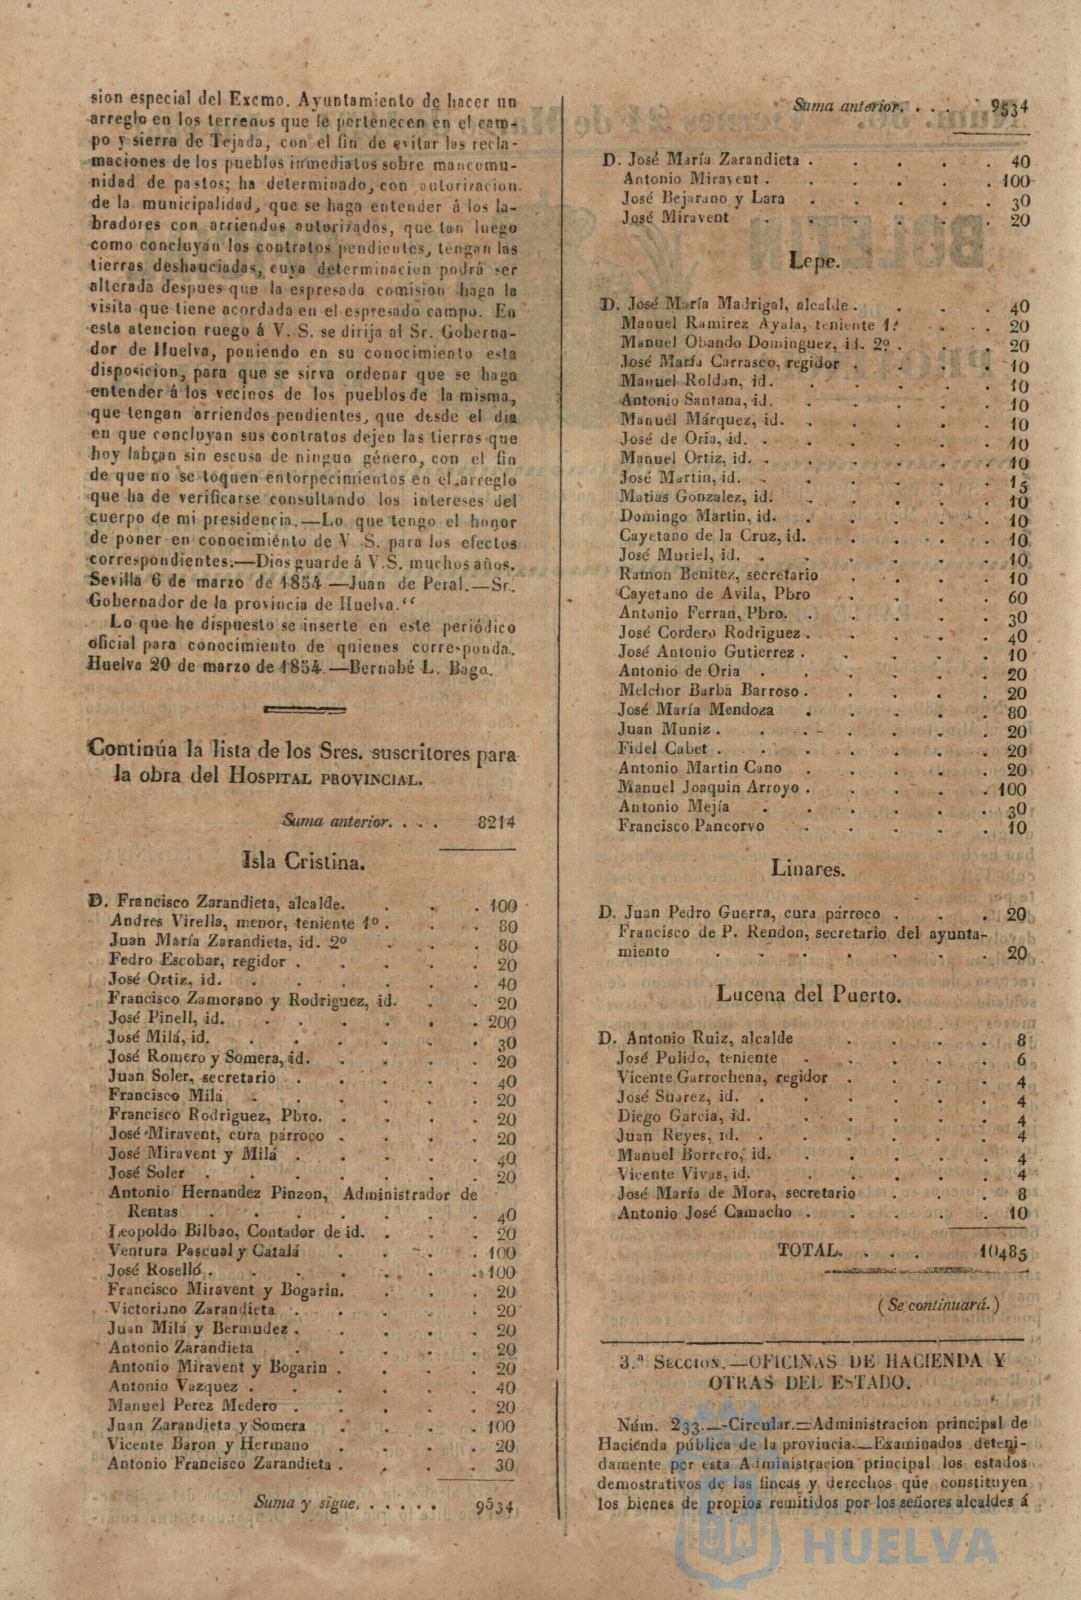 sion especial del Excmo. Ayuntamiento de hacer un
arreglo en los terrenos que le pertenecen en el cam-
po y sierra de Tejada, con el fin de evitar las recla-
maciones de los pueblos inmediatos sobre mancomu-
nidad de pastos; ha determinado, con autorizacion
de la municipalidad, que se haga entender á los la-
bradores con arriendos autorizados, que tan luego
como concluyan los contratos pendientes, tengan las
tierras deshauciadas, cuya determinacion podrá ser
alterada despues que la espresada comision haga la
visita que tiene acordada en el espresado campo. En
esta atencion ruego á V. S. se dirija al Sr. Goberna-
dor de Huelva, poniendo en su conocimiento esta
disposicion, para que se sirva ordenar que se haga
entender á los vecinos de los pueblos de la misma,
que tengan arriendos pendientes, que desde el dia
en que concluyan sus contratos dejen las tierras que
hoy labran sin escusa de ningun género, con el fin
de que no se toquen entorpecimientos en el arreglo
que ha de verificarse consultando los intereses del
cuerpo de mi presidencia.—Lo que tengo el honor
de poner en conocimiénto de V. S. para los efectos
correspondientes.—Dios guarde á V.S. muchos años.
Sevilla 6 de marzo de 1854—Juan de Peral.—Sr.
Gobernador de la provincia de Huelva.“
Lo que he dispuesto se inserte en este periódico
oficial para conocimiento de quienes corresponda.
Huelva 20 de marzo de 1854.—Bernabé L. Bago.
Continúa la lista de los Sres. suscritores para
la obra del HOSPITAL PROVINCIAL.
Suma anterior. . . . 8214
Isla Cristina.
D. Francisco Zarandieta, alcalde. . . . 100
Andres Virella, menor, teniente 1º . . . . 80
Juan María Zarandieta, id. 2º . . . . 80
Pedro Escobar, regidor . . . . . 20
José Ortiz, id. . . . . . . 40
Francisco Zamorano y Rodriguez, id. . . . 20
José Pinell, id. . . . . . . 200
José Milá, id. . . . . . . 30
José Romero y Somera, id. . . . . 20
Juan Soler, secretario . . . . . 40
Francisco Milá . . . . . . 20
Francisco Rodriguez, Pbro. . . . . 20
José Miravent, cura párroco . . . . 20
José Miravent y Milá . . . . . 40
José Soler . . . . . . . 20
Antonio Hernandez Pinzon, Administrador de
Rentas . . . . . . . 40
Leopoldo Bilbao, Contador de id. . . . 20
Ventura Pascual y Catalá . . . . 100
José Roselló . . . . . . . 100
Francisco Miravent y Bogarin. . . . 20
Victoriano Zarandieta . . . . . 20
Juan Milá y Bermudez . . . . . 20
Antonio Zarandieta . . . . . 20
Antonio Miravent y Bogarin . . . . 20
Antonio Vazquez . . . . . . 40
Manuel Perez Medero . . . . . 20
Juan Zarandieta y Somera . . . . 100
Vicente Baron y Hermano . . . . 20
Antonio Francisco Zarandieta . . . . 30
Suma y sigue. . . . . . 9534
Suma anterior. . . . 9534
D. José María Zarandieta . . . . . 40
Antonio Miravent . . . . . . 100
José Bejarano y Lara . . . . . 30
José Miravent . . . . . . 20
Lepe.
D. José María Madrigal, alcalde . . . . 40
Manuel Ramirez Ayala, teniente 1.º . . . 20
Manuel Obando Dominguez, id. 2º . . . 20
José María Carrasco, regidor . . . . 10
Manuel Roldan, id. . . . . . 10
Antonio Santana, id. . . . . . 10
Manuel Márquez, id. . . . . . 10
José de Oria, id. . . . . . . 10
Manuel Ortiz, id. . . . . . . 10
José Martin, id. . . . . . . 15
Matias Gonzalez, id. . . . . . 10
Domingo Martin, id. . . . . . 10
Cayetano de la Cruz, id. . . . . 10
José Muriel, id. . . . . . . 10
Ramon Benitez, secretario . . . . 10
Cayetano de Avila, Pbro . . . . 60
Antonio Ferran, Pbro. . . . . . 30
José Cordero Rodriguez . . . . . 40
José Antonio Gutierrez . . . . . 10
Antonio de Oria . . . . . . 20
Melchor Barba Barroso . . . . . 20
José María Mendoza . . . . . 80
Juan Muniz . . . . . . . 20
Fidel Cabet . . . . . . . 20
Antonio Martin Cano . . . . . 20
Manuel Joaquin Arroyo . . . . . 100
Antonio Mejía . . . . . . 30
Francisco Pancorvo . . . . . 10
Linares.
D. Juan Pedro Guerra, cura párroco . . . 20
Francisco de P. Rendon, secretario del ayunta-
miento . . . . . . . 20
Lucena del Puerto.
D. Antonio Ruiz, alcalde . . . . 8
José Pulido, teniente . . . . . 6
Vicente Garrochena, regidor . . . . 4
José Suarez, id. . . . . . . 4
Diego Garcia, id. . . . . . 4
Juan Reyes, id. . . . . . . 4
Manuel Borrero, id. . . . . . 4
Vicente Vivas, id. . . . . . 4
José María de Mora, secretario . . . 8
Antonio José Camacho . . . . . 10
TOTAL. . . . 10485
(Se continuará.)
3.ª SECCION.—OFICINAS DE HACIENDA Y
OTRAS DEL ESTADO.
Núm. 233.—Circular.=Administracion principal de
Haciénda pública de la provincia.—Examinados deteni-
damente por esta Administracion principal los estados
demostrativos de las fincas y derechos que constituyen
los bienes de propios remitidos por los señores alcaldes á
HUELVA